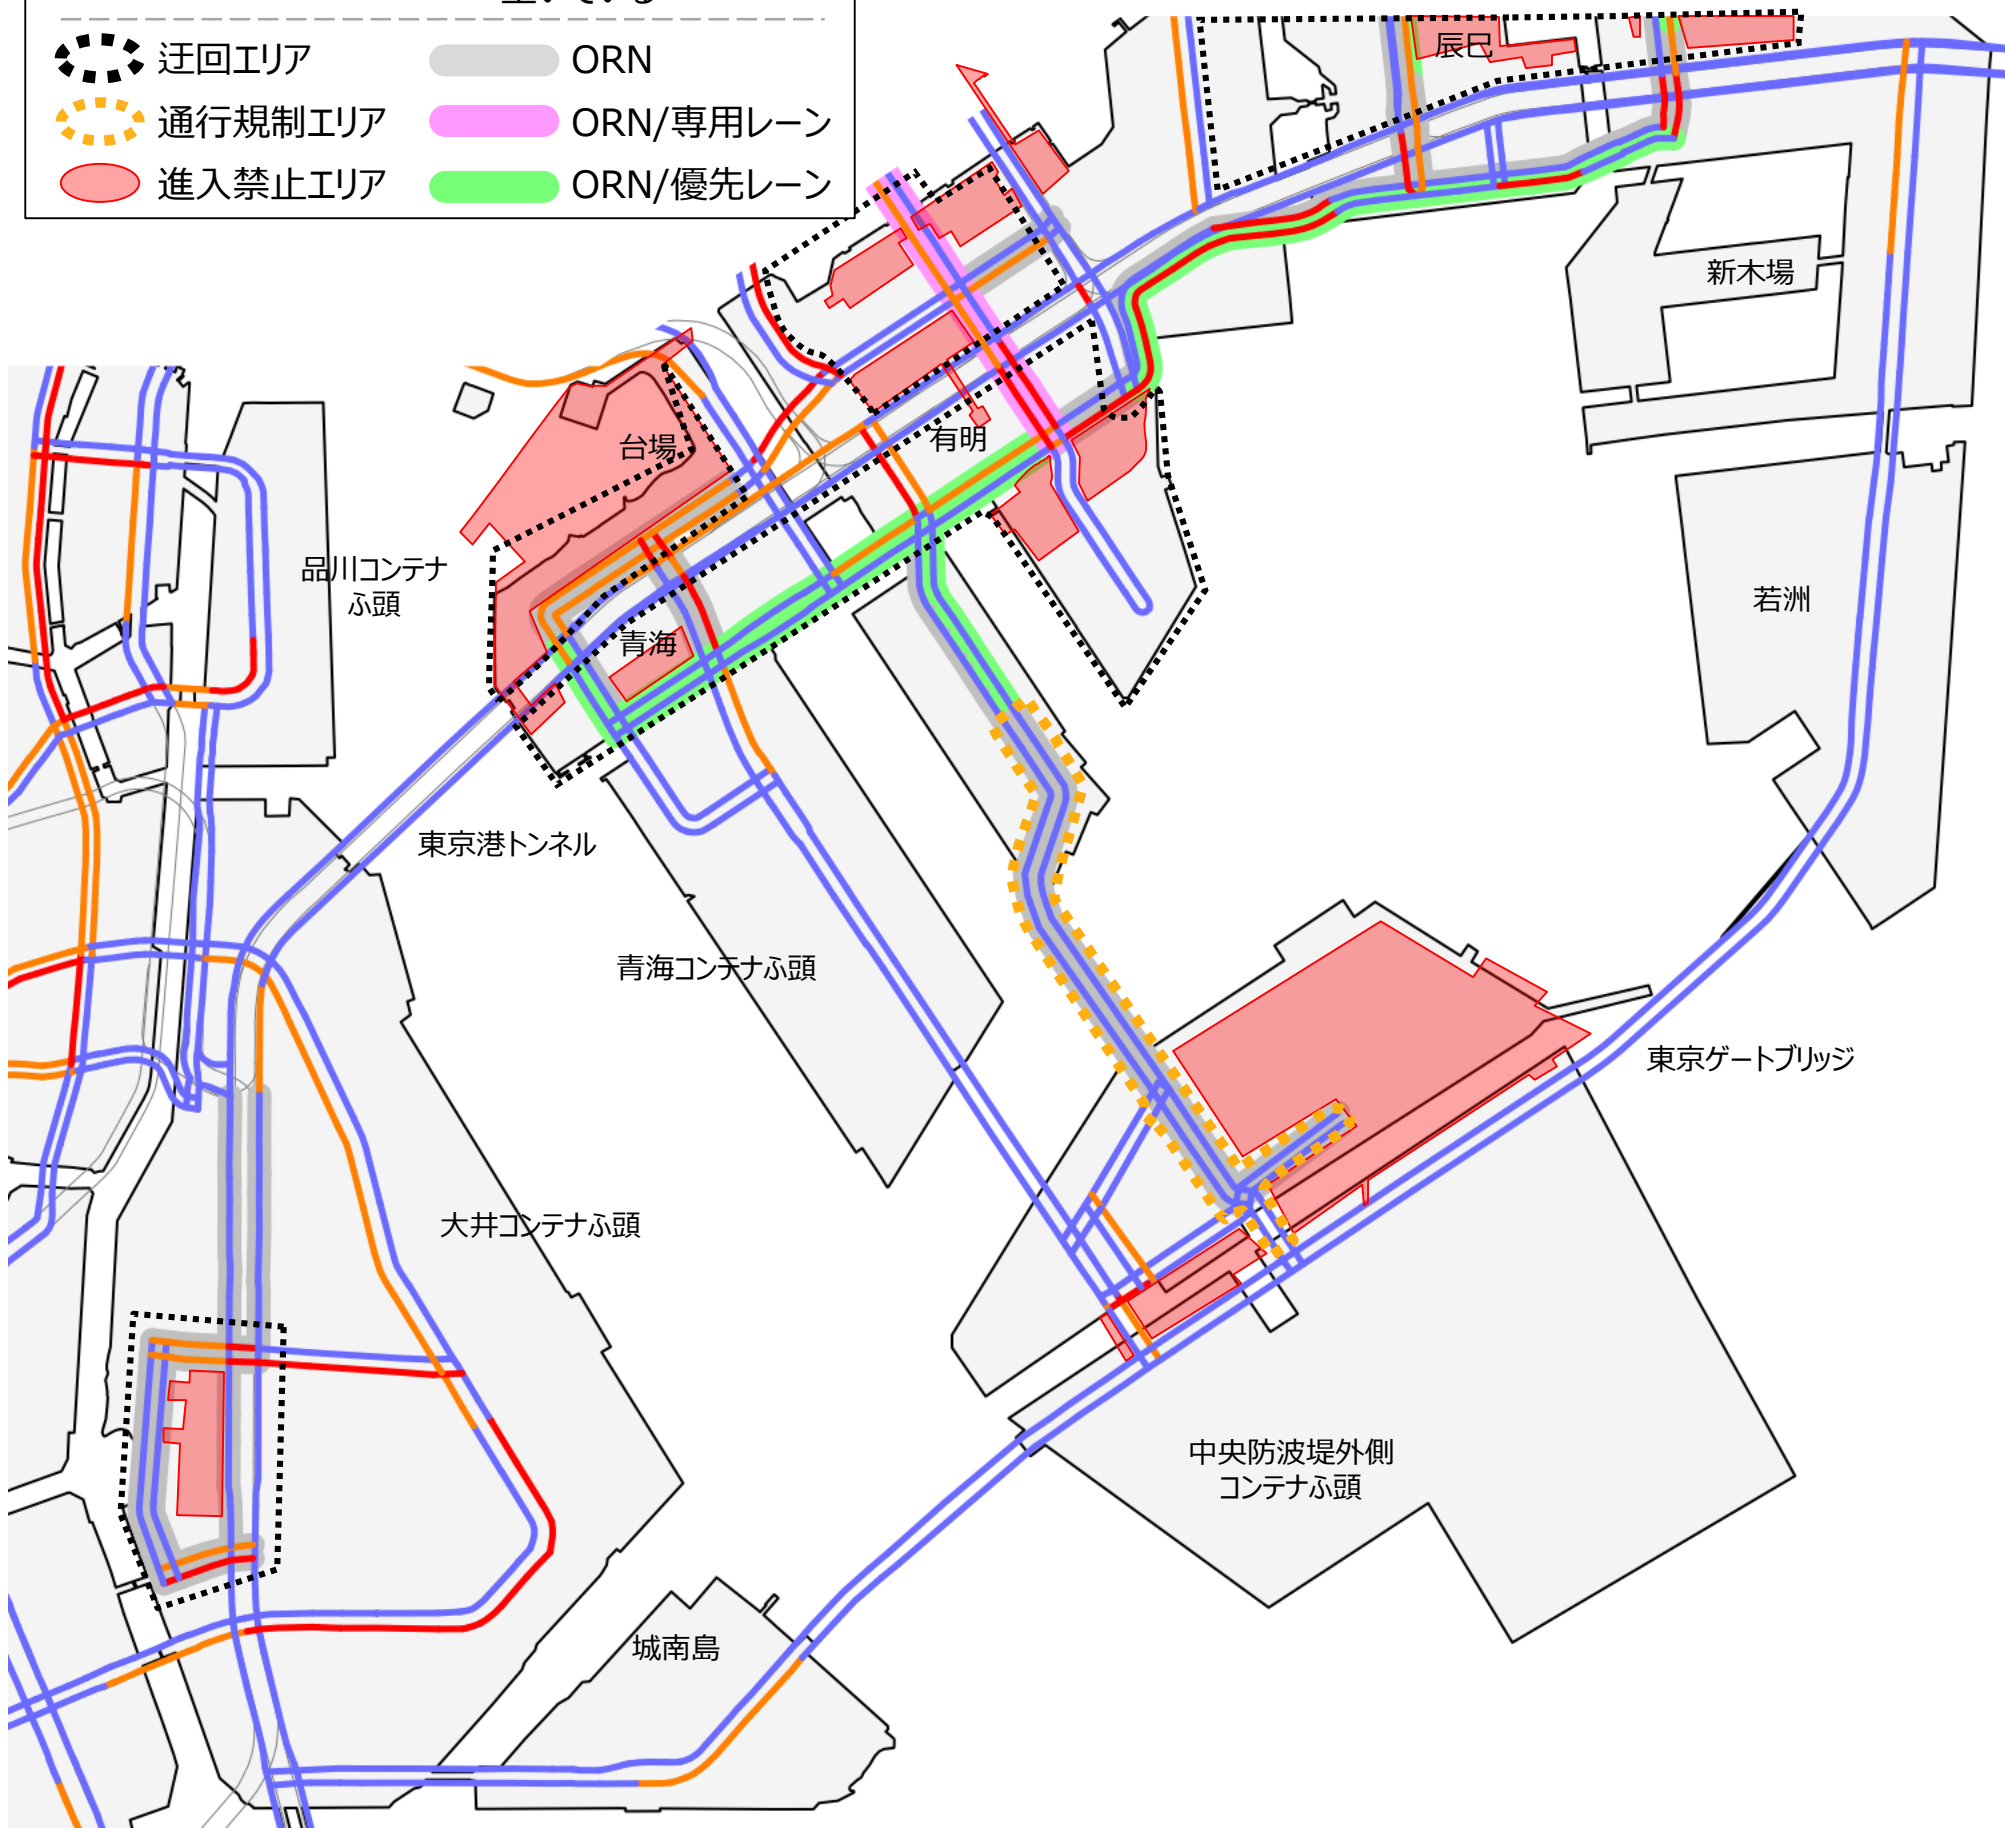 空いている
迂回エリア
ORN
通行規制エリア
ORN/専用レーン
進入禁止エリア
ORN/優先レーン
辰巳
新木場
有明
台場
品川コンテナ
ふ頭
青海
若洲
東京港トンネル
青海コンテナふ頭
東京ゲートブリッジ
大井コンテナふ頭
中央防波堤外側
コンテナふ頭
城南島